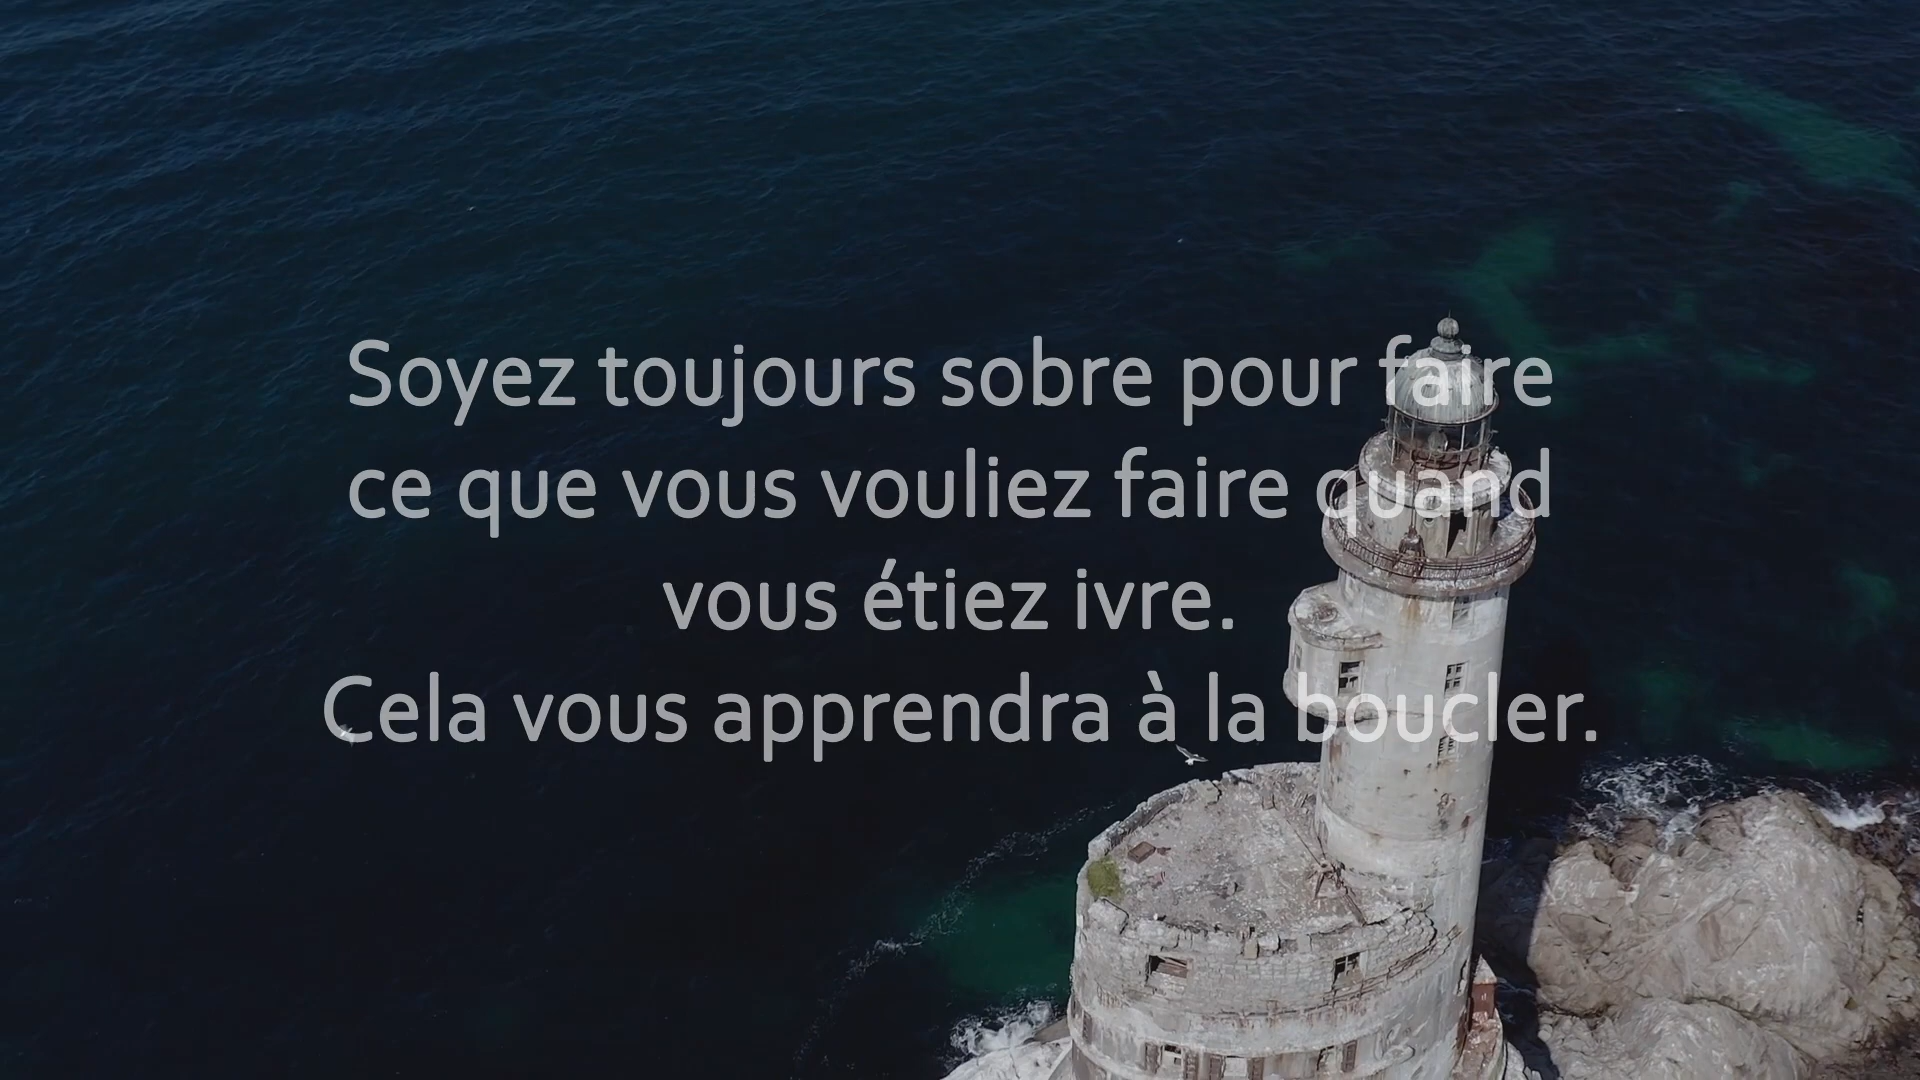 Soyez toujours sobre pour faire
ce que vous vouliez faire quand
vous étiez ivre.
Cela vous apprendra à la boucler.